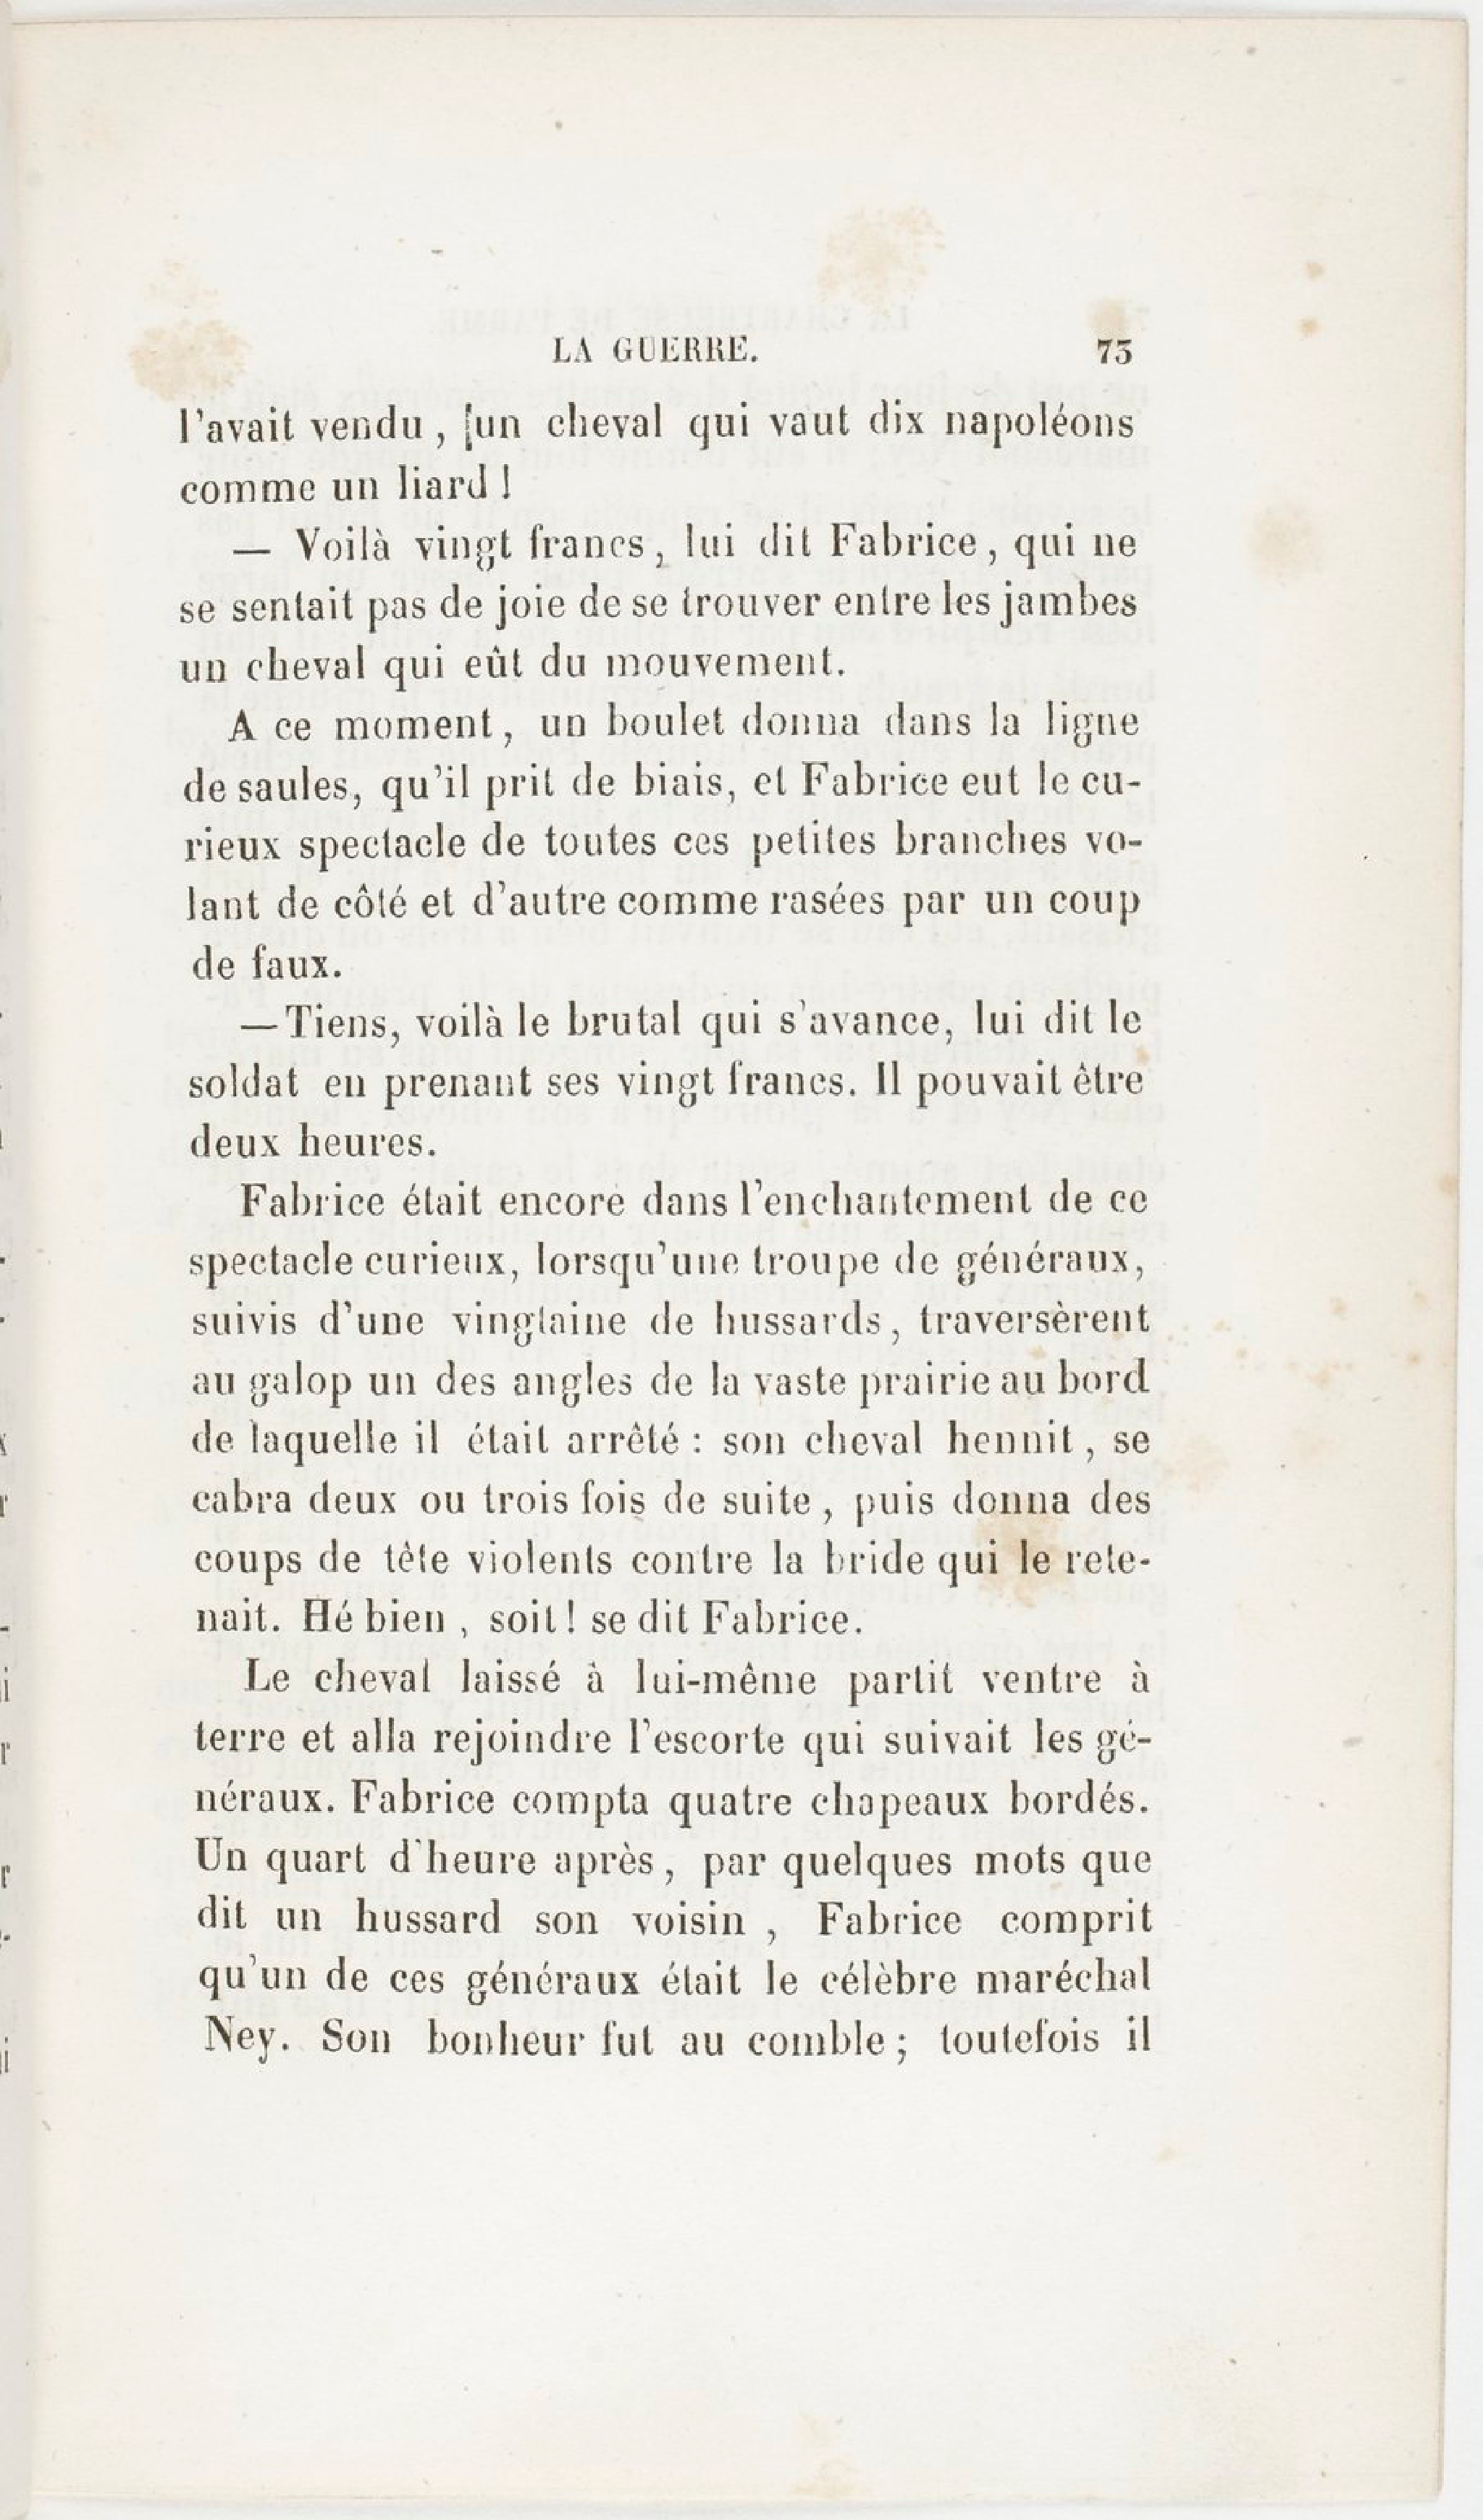 LA GUERRE. 73
l'avait vendu, [un cheval qui vaut dix napoléons
comme un liard !
— Voilà vingt francs, lui dit Fabrice, qui ne
se sentait pas de joie de se trouver entre les jambes
un cheval qui eût du mouvement.
A ce moment, un boulet donna dans la ligne
de saules, qu'il prit de biais, et Fabrice eut le cu-
rieux spectacle de toutes ces petites branches vo-
lant de côté et d'autre comme rasées par un coup
de faux.
— Tiens, voilà le brutal qui s'avance, lui dit le
soldat en prenant ses vingt francs. Il pouvait être
deux heures.
Fabrice était encore dans l'enchantement de ce
spectacle curieux, lorsqu'une troupe de généraux,
suivis d'une vingtaine de hussards, traversèrent
au galop un des angles de la vaste prairie au bord
de laquelle il était arrêté : son cheval hennit, se
cabra deux ou trois fois de suite, puis donna des
coups de tête violents contre la bride qui le rete-
nait. Hé bien, soit ! se dit Fabrice.
Le cheval laissé à lui-même partit ventre à
terre et alla rejoindre l'escorte qui suivait les gé-
néraux. Fabrice compta quatre chapeaux bordés.
Un quart d'heure après, par quelques mots que
dit un hussard son voisin, Fabrice comprit
qu'un de ces généraux était le célèbre maréchal
Ney. Son bonheur fut au comble ; toutefois il